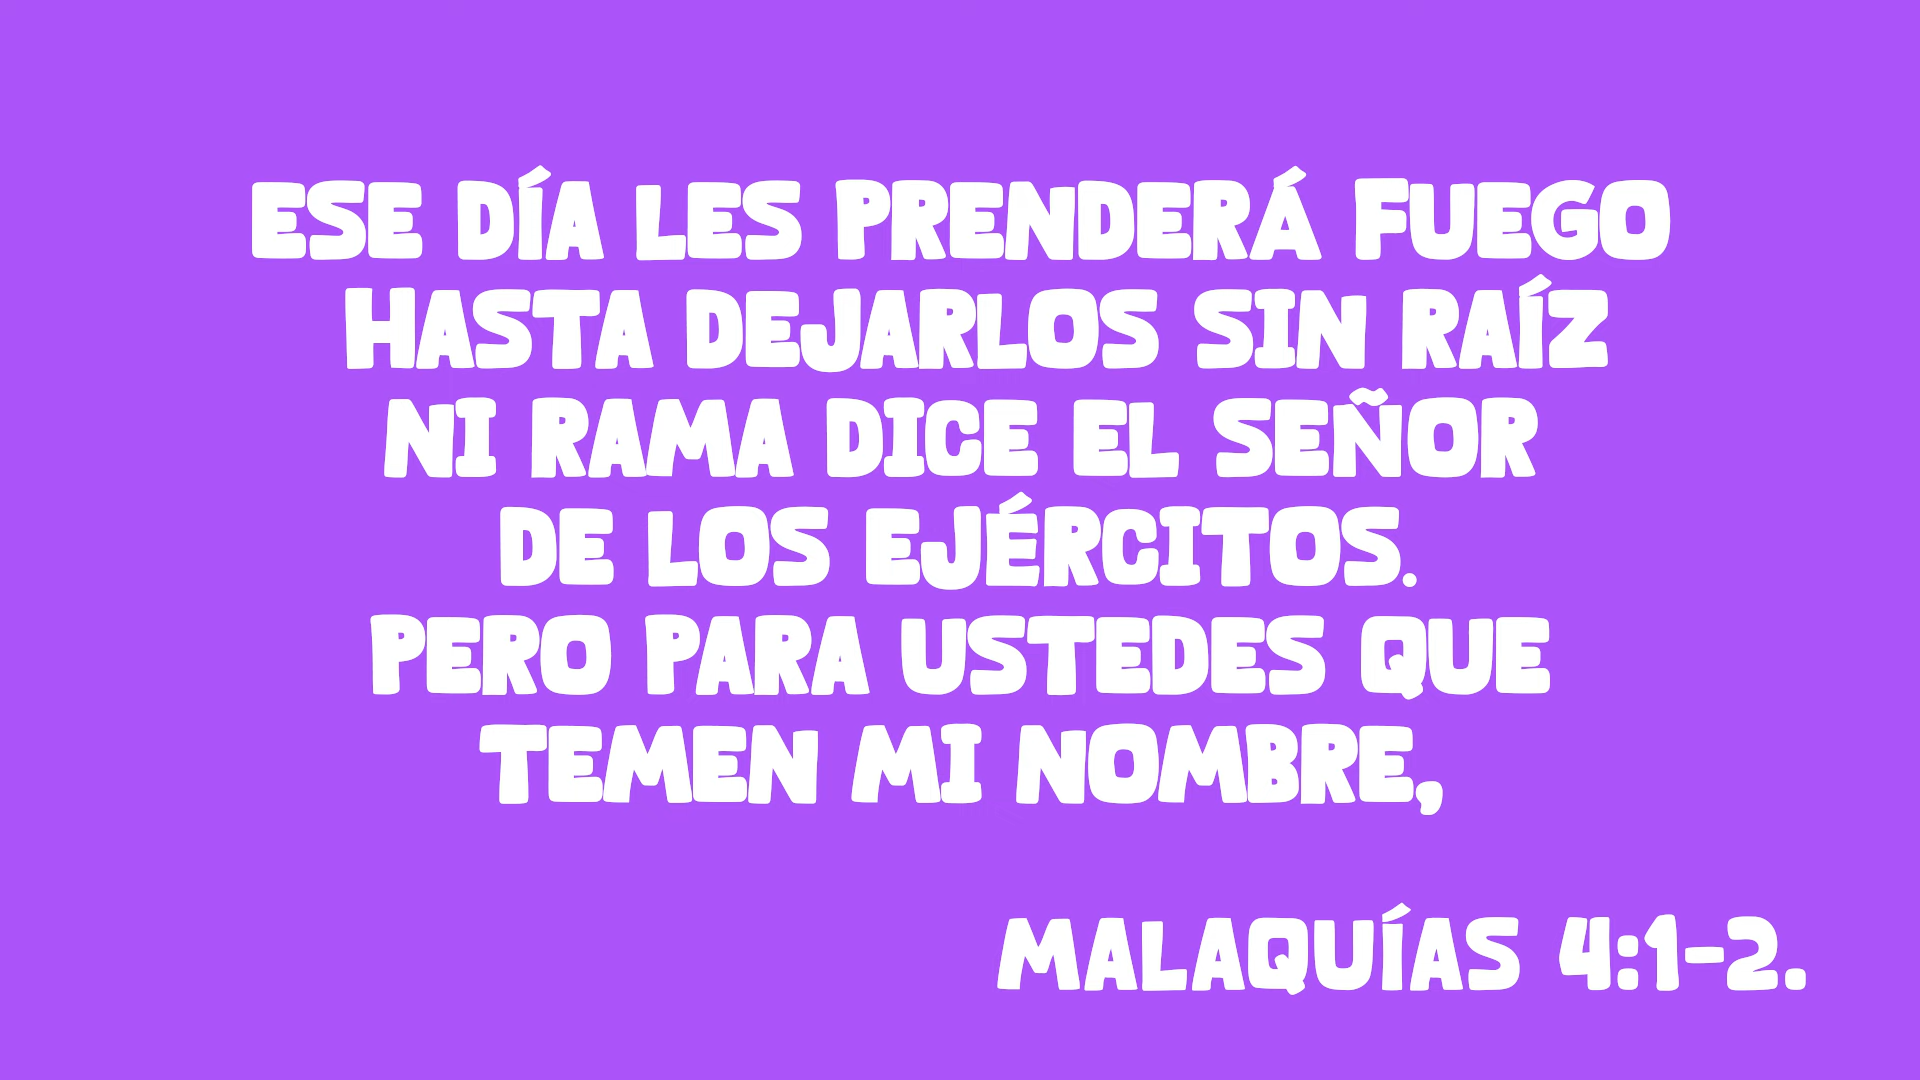 ESE DÍA LES PRENDERÁ FUEGO
HASTA DEJARLOS SIN RAÍZ
NI RAMA DICE EL SEÑOR
DE LOS EJÉRCITOS.
PERO PARA USTEDES QUE
TEMEN MI NOMBRE,
MALAQUÍAS 4:1-2.